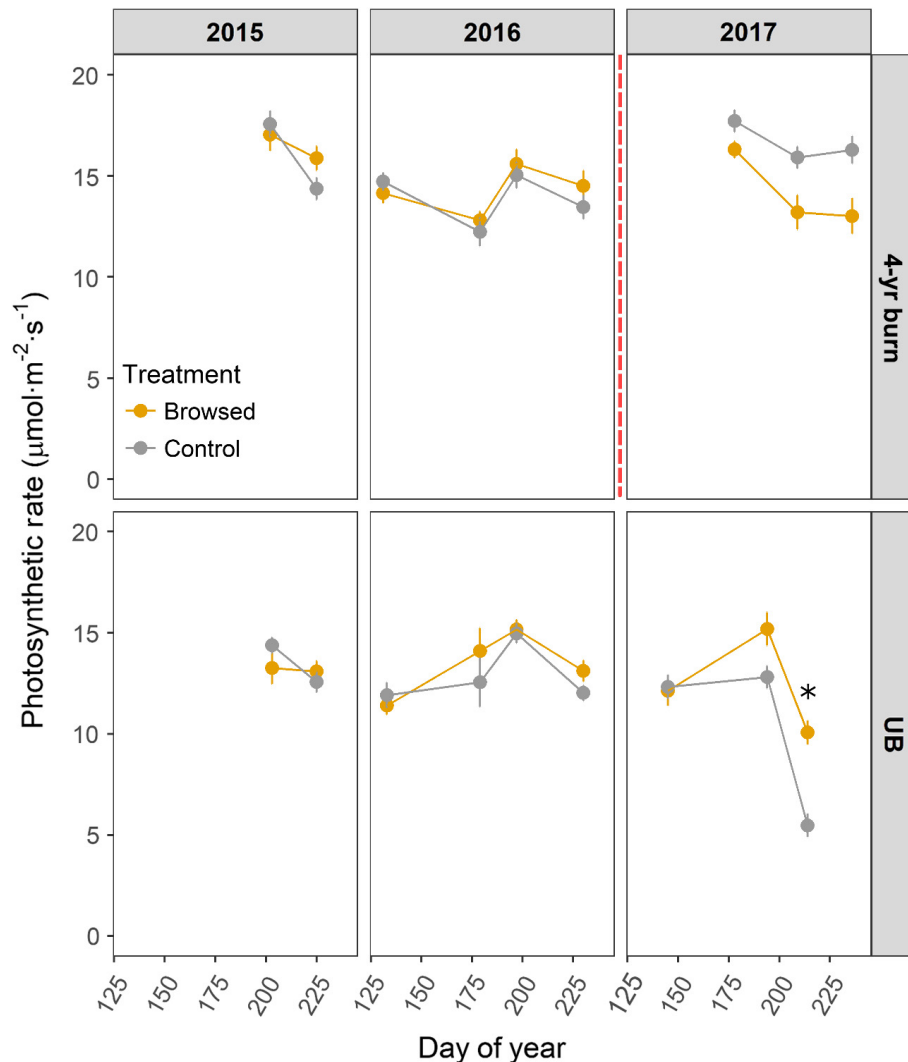 2015 2016 2017
20
15
10
5
0
4-yr burn
Treatment
Browsed
Control
Photosynthetic rate (μmol·m⁻²·s⁻¹)
20
15
10
5
0
UB
*
125 150 175 200 225 125 150 175 200 225 125 150 175 200 225
Day of year